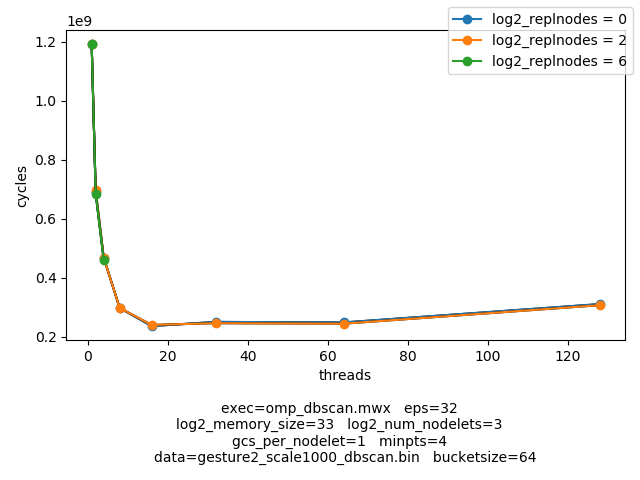 1e9
log2_replnodes = 0
log2_replnodes = 2
log2_replnodes = 6
1.2
1.0
0.8
0.6
0.4
0.2
cycles
0 20 40 60 80 100 120
threads
exec=omp_dbscan.mwx eps=32
log2_memory_size=33 log2_num_nodelets=3
gcs_per_nodelet=1 minpts=4
data=gesture2_scale1000_dbscan.bin bucketsize=64